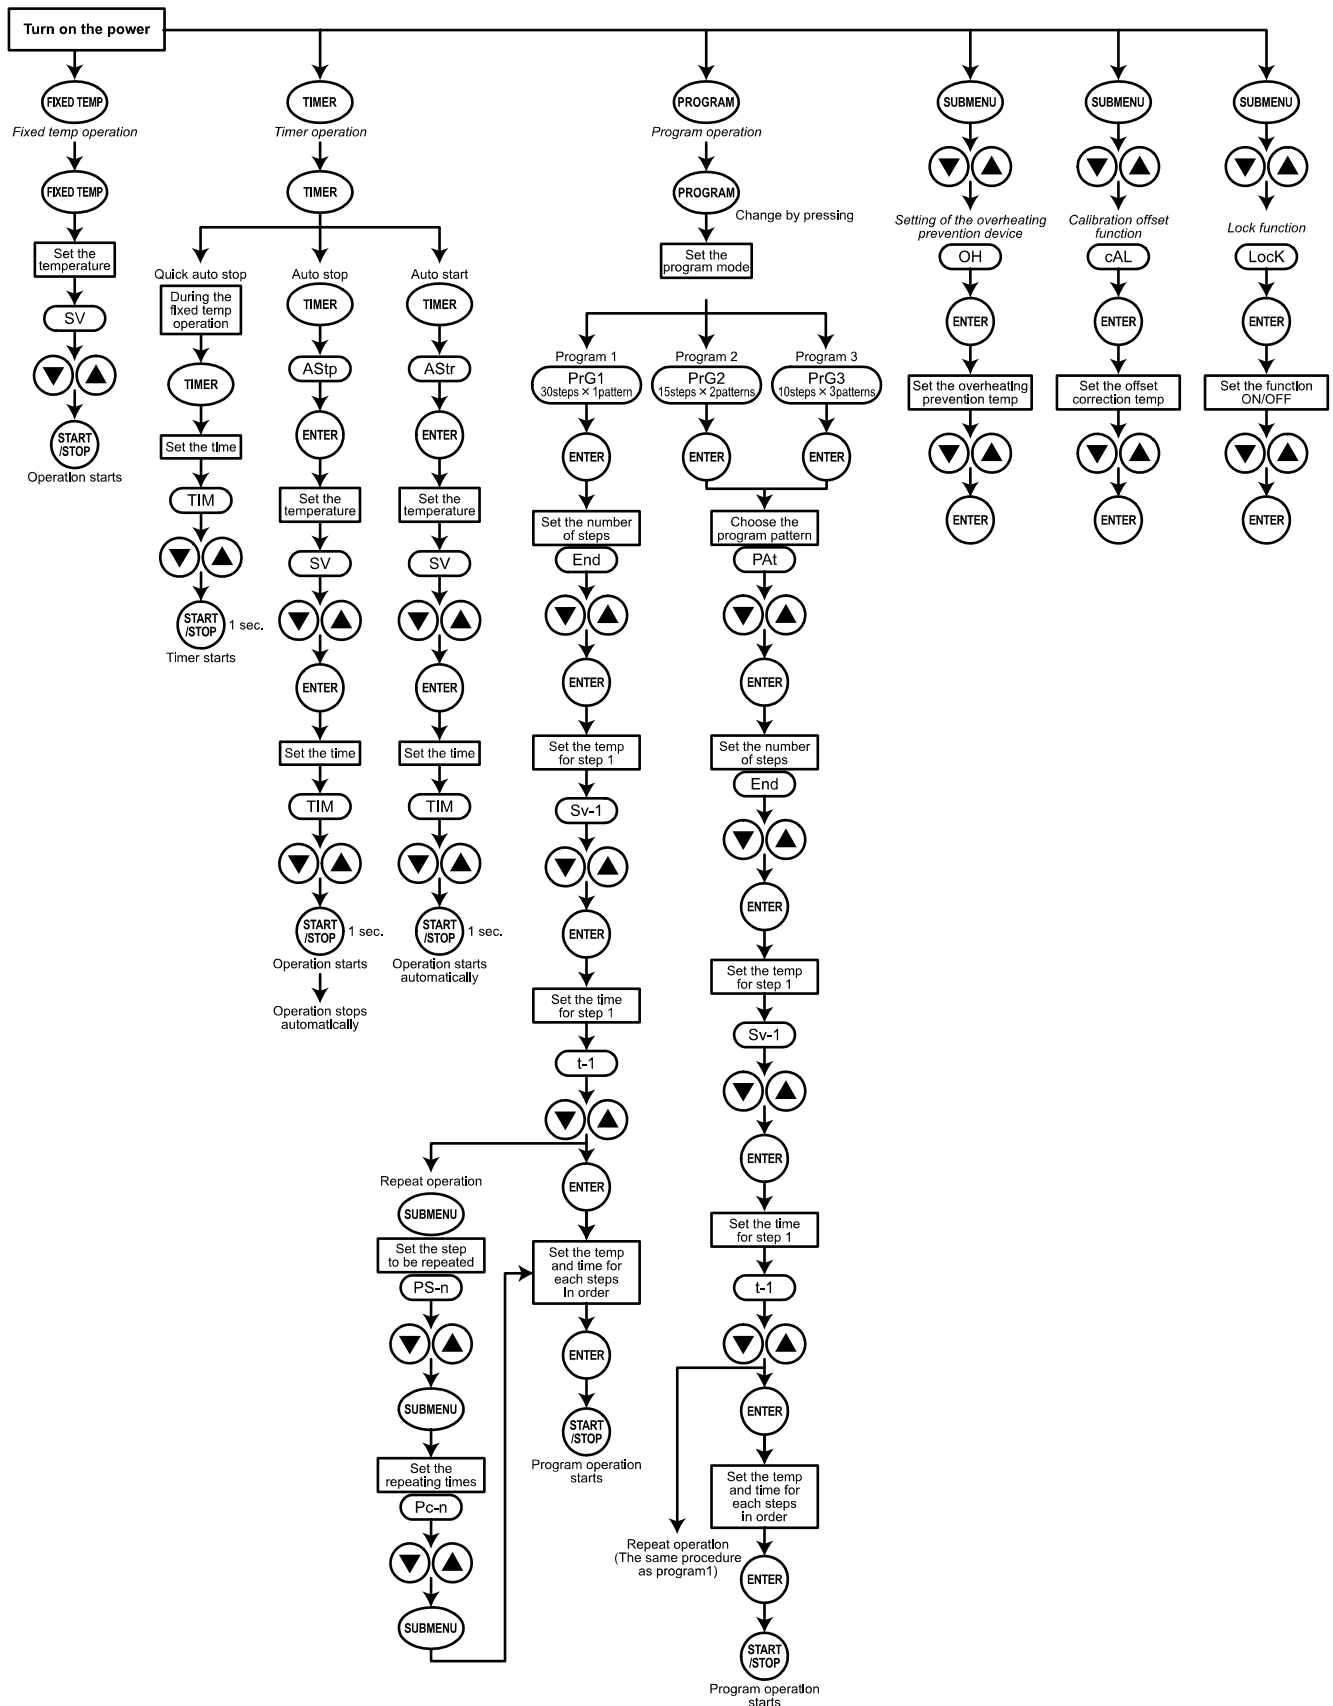 Turn on the power
FIXED TEMP
Fixed temp operation
FIXED TEMP
Set the
temperature
SV
START
/STOP
Operation starts
TIMER
Timer operation
TIMER
Quick auto stop
During the
fixed temp
operation
TIMER
Set the time
TIM
START
/STOP
1 sec.
Timer starts
Auto stop
TIMER
AStp
ENTER
Set the
temperature
SV
ENTER
Set the time
TIM
START
/STOP
1 sec.
Operation starts
Operation stops
automatically
Auto start
TIMER
AStr
ENTER
Set the
temperature
SV
ENTER
Set the time
TIM
START
/STOP
1 sec.
Operation starts
automatically
PROGRAM
Program operation
PROGRAM
Change by pressing
Set the
program mode
Program 1
PrG1
30steps × 1pattern
ENTER
Set the number
of steps
End
ENTER
Set the temp
for step 1
Sv-1
ENTER
Set the time
for step 1
t-1
Repeat operation
SUBMENU
Set the step
to be repeated
PS-n
SUBMENU
Set the
repeating times
Pc-n
SUBMENU
ENTER
Set the temp
and time for
each steps
in order
ENTER
START
/STOP
Program operation
starts
Program 2
PrG2
15steps × 2patterns
ENTER
Program 3
PrG3
10steps × 3patterns
ENTER
Choose the
program pattern
PAt
ENTER
Set the number
of steps
End
ENTER
Set the temp
for step 1
Sv-1
ENTER
Set the time
for step 1
t-1
Repeat operation
(The same procedure
as program1)
ENTER
Set the temp
and time for
each steps
in order
ENTER
START
/STOP
Program operation
starts
SUBMENU
Setting of the overheating
prevention device
OH
ENTER
Set the overheating
prevention temp
ENTER
SUBMENU
Calibration offset
function
cAL
ENTER
Set the offset
correction temp
ENTER
SUBMENU
Lock function
LocK
ENTER
Set the function
ON/OFF
ENTER